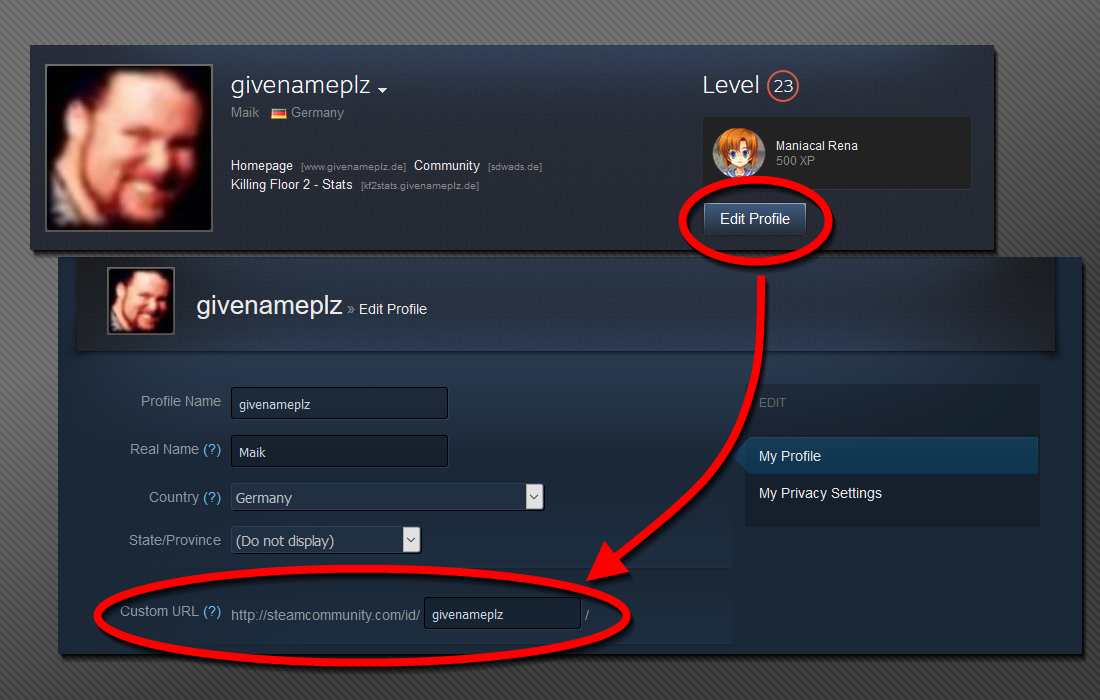 givenameplz
Maik Germany
Homepage [www.givenameplz.de] Community [sdwads.de]
Killing Floor 2 - Stats [kf2stats.givenameplz.de]
Level 23
Maniacal Rena
500 XP
Edit Profile
givenameplz » Edit Profile
Profile Name givenameplz
Real Name (?) Maik
Country (?) Germany
State/Province (Do not display)
Custom URL (?) http://steamcommunity.com/id/ givenameplz /
EDIT
My Profile
My Privacy Settings